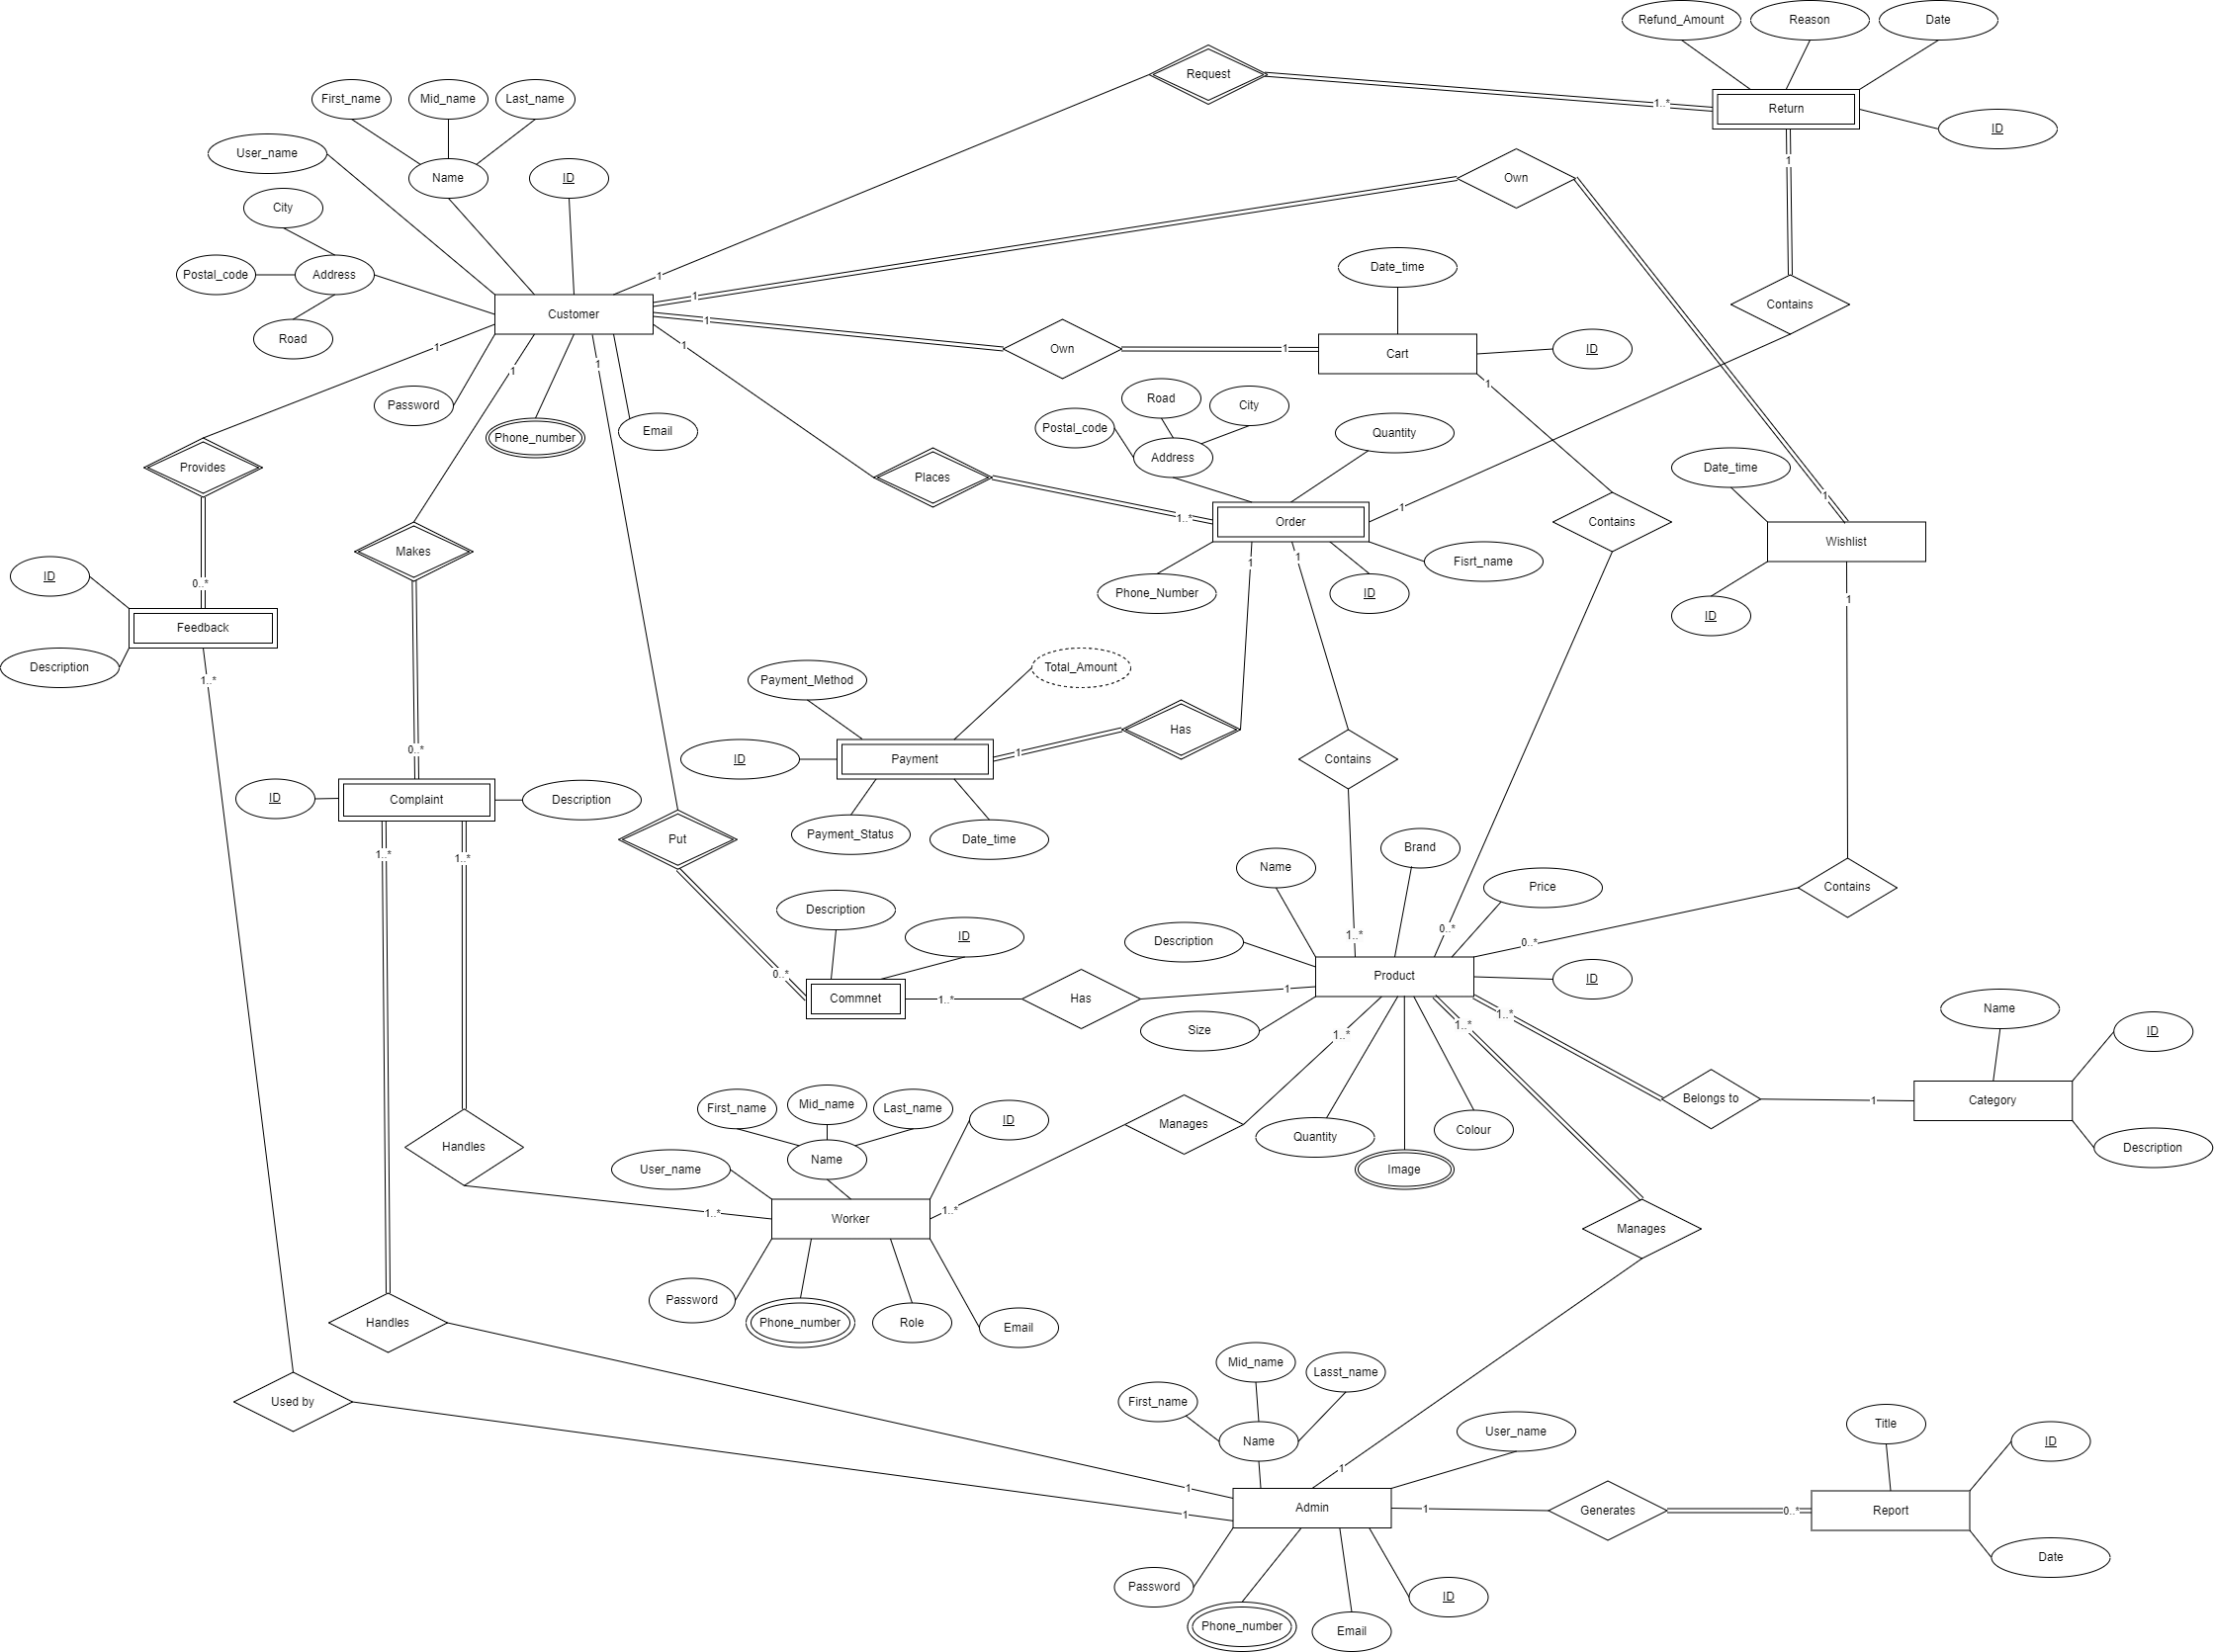 Refund_Amount
Reason
Date
Request
1..*
Return
ID
First_name
Mid_name
Last_name
User_name
Name
ID
1
Own
City
Postal_code
Address
Road
1
Customer
1
1
Contains
Date_time
Own
1
Cart
ID
1
1
1
1
1
Password
Phone_number
Email
Road
City
Postal_code
Address
Quantity
Provides
Places
1..*
Order
1
Date_time
1
Wishlist
Contains
Makes
Fisrt_name
Phone_Number
ID
1
1
ID
1
ID
0..*
Feedback
Description
1..*
Payment_Method
Total_Amount
Has
1
Payment
ID
Payment_Status
Date_time
Contains
0..*
ID
Complaint
Description
1..*
1..*
Put
Description
ID
0..*
Commnet
1..*
Has
1
Name
Brand
Price
Contains
1..*
0..*
0..*
Description
Product
ID
Size
1..*
1..*
1..*
Quantity
Image
Colour
Belongs to
1
Name
ID
Category
Description
Handles
First_name
Mid_name
Last_name
ID
Name
User_name
Manages
1..*
1..*
Worker
Password
Phone_number
Role
Email
Manages
Handles
Used by
Mid_name
Lasst_name
First_name
Name
User_name
1
1
1
Admin
1
Generates
0..*
Title
ID
Report
Date
Password
Phone_number
Email
ID